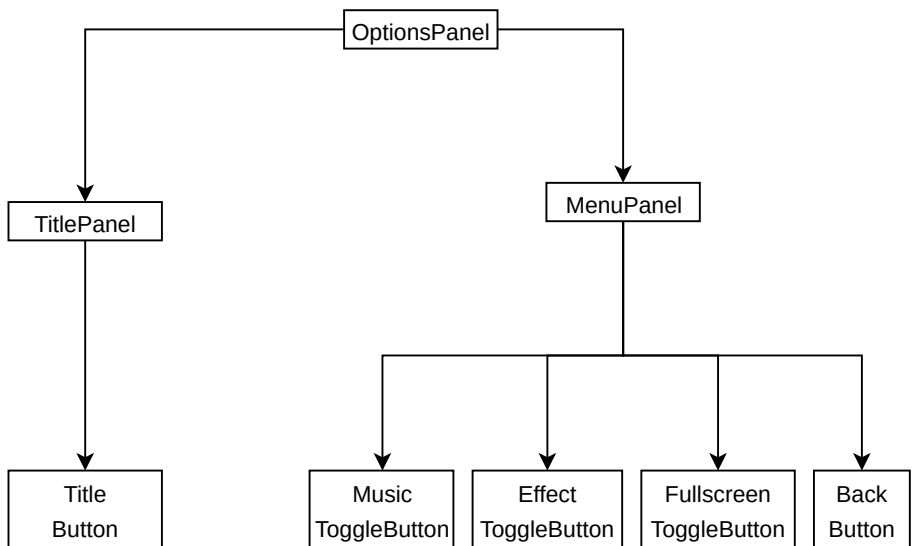 OptionsPanel
TitlePanel
MenuPanel
Title
Button
Music
ToggleButton
Effect
ToggleButton
Fullscreen
ToggleButton
Back
Button